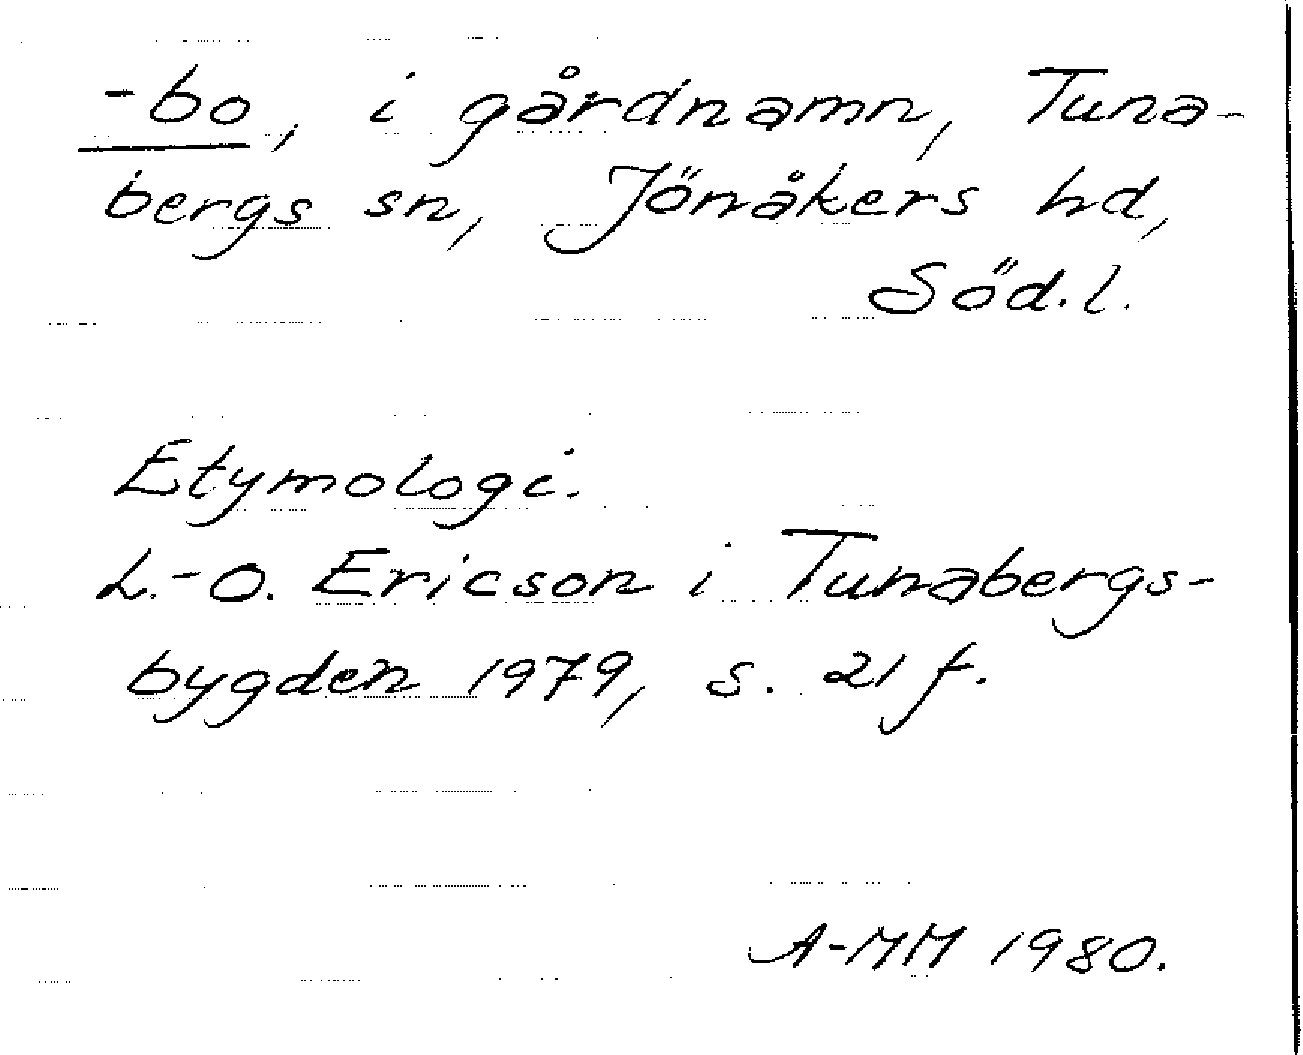 -bo, i gårdnamn, Tuna-
bergs sn, Jönåkers hd,
Söd.l.
Etymologi.
L.-O. Ericson i Tunabergs-
bygden 1979, s. 21 f.
A-MM 1980.